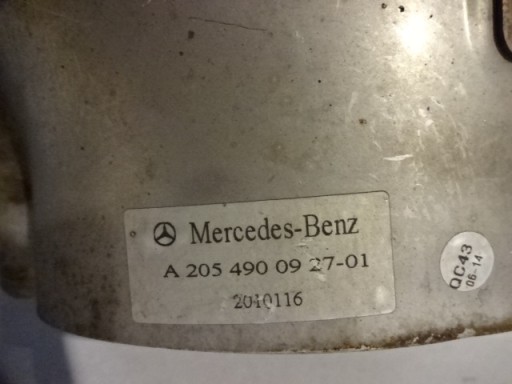 Mercedes-Benz
A 205 490 09 27-01
2010116
QC43
06-14